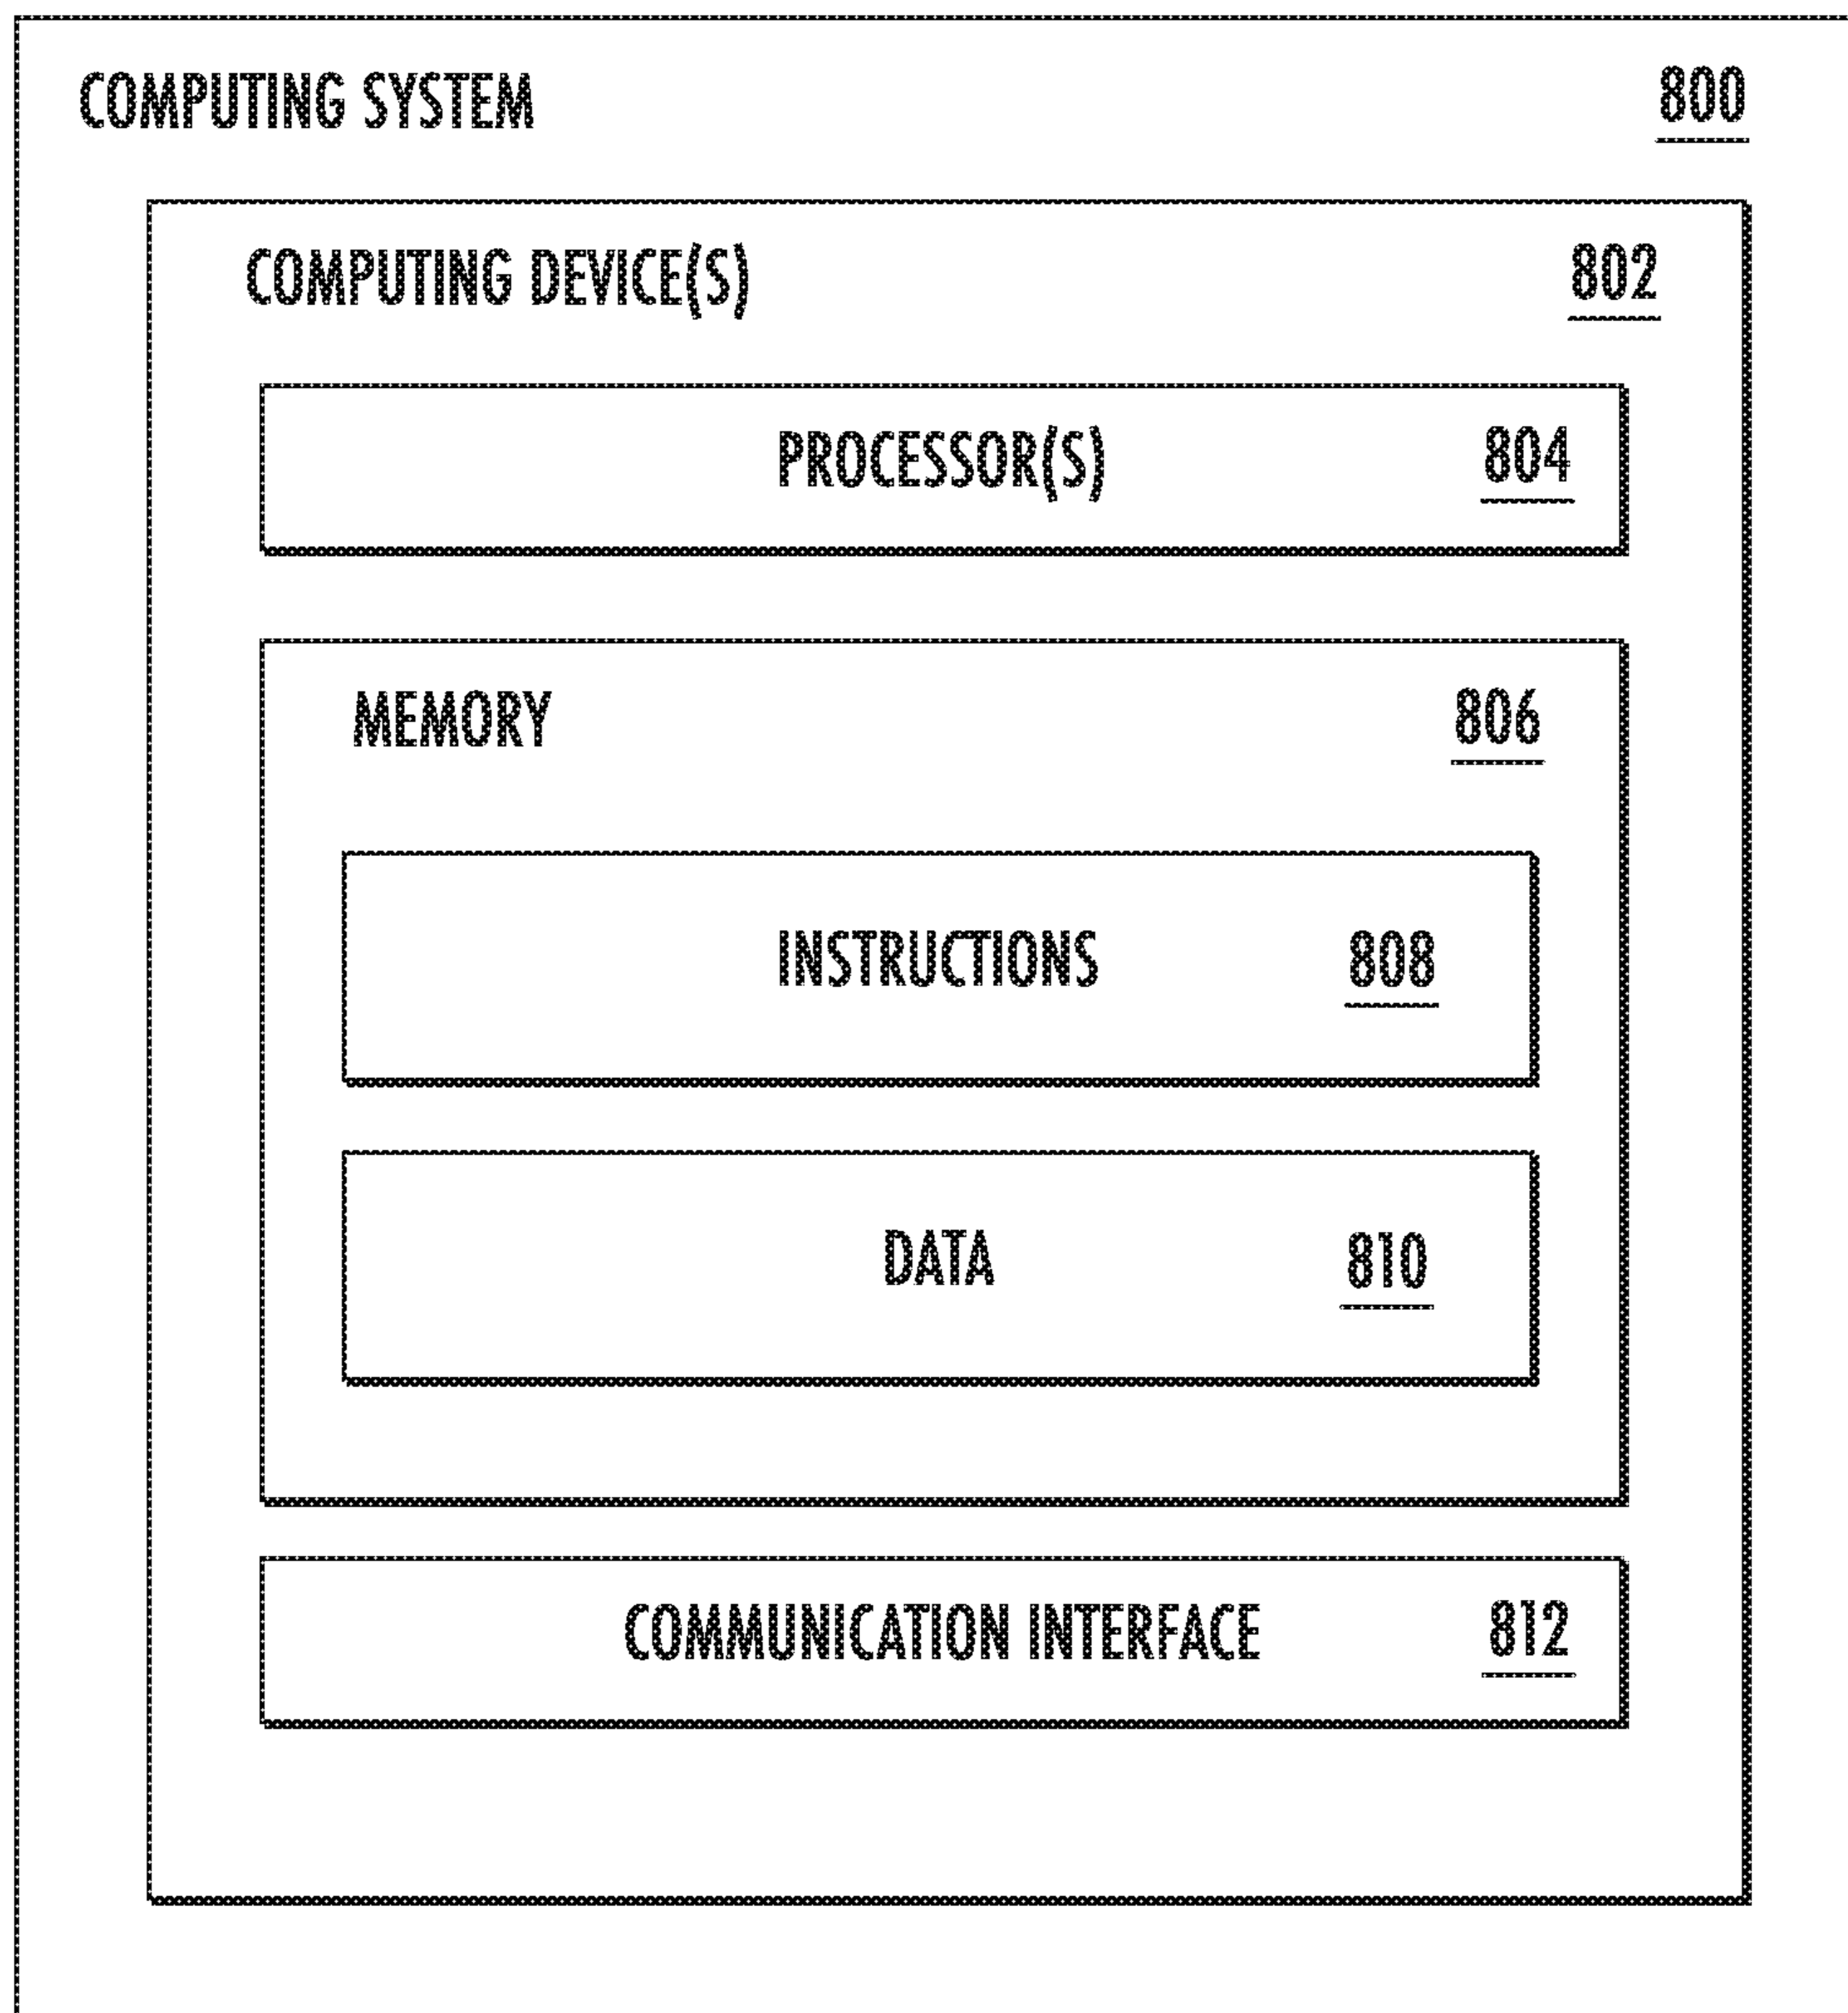 COMPUTING SYSTEM 800
COMPUTING DEVICE(S) 802
PROCESSOR(S) 804
MEMORY 806
INSTRUCTIONS 808
DATA 810
COMMUNICATION INTERFACE 812